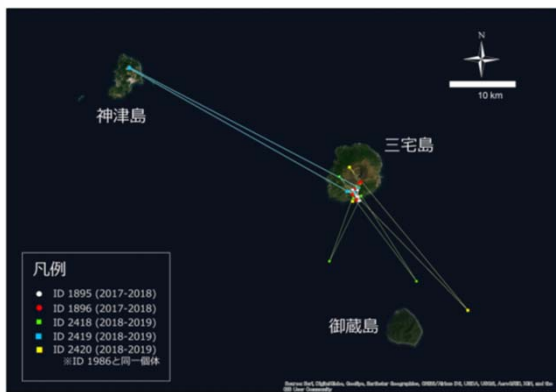 N
10 km
神津島
三宅島
御蔵島
凡例
ID 1895 (2017-2018)
ID 1896 (2017-2018)
ID 2418 (2018-2019)
ID 2419 (2018-2019)
ID 2420 (2018-2019)
※ID 1986と同一個体